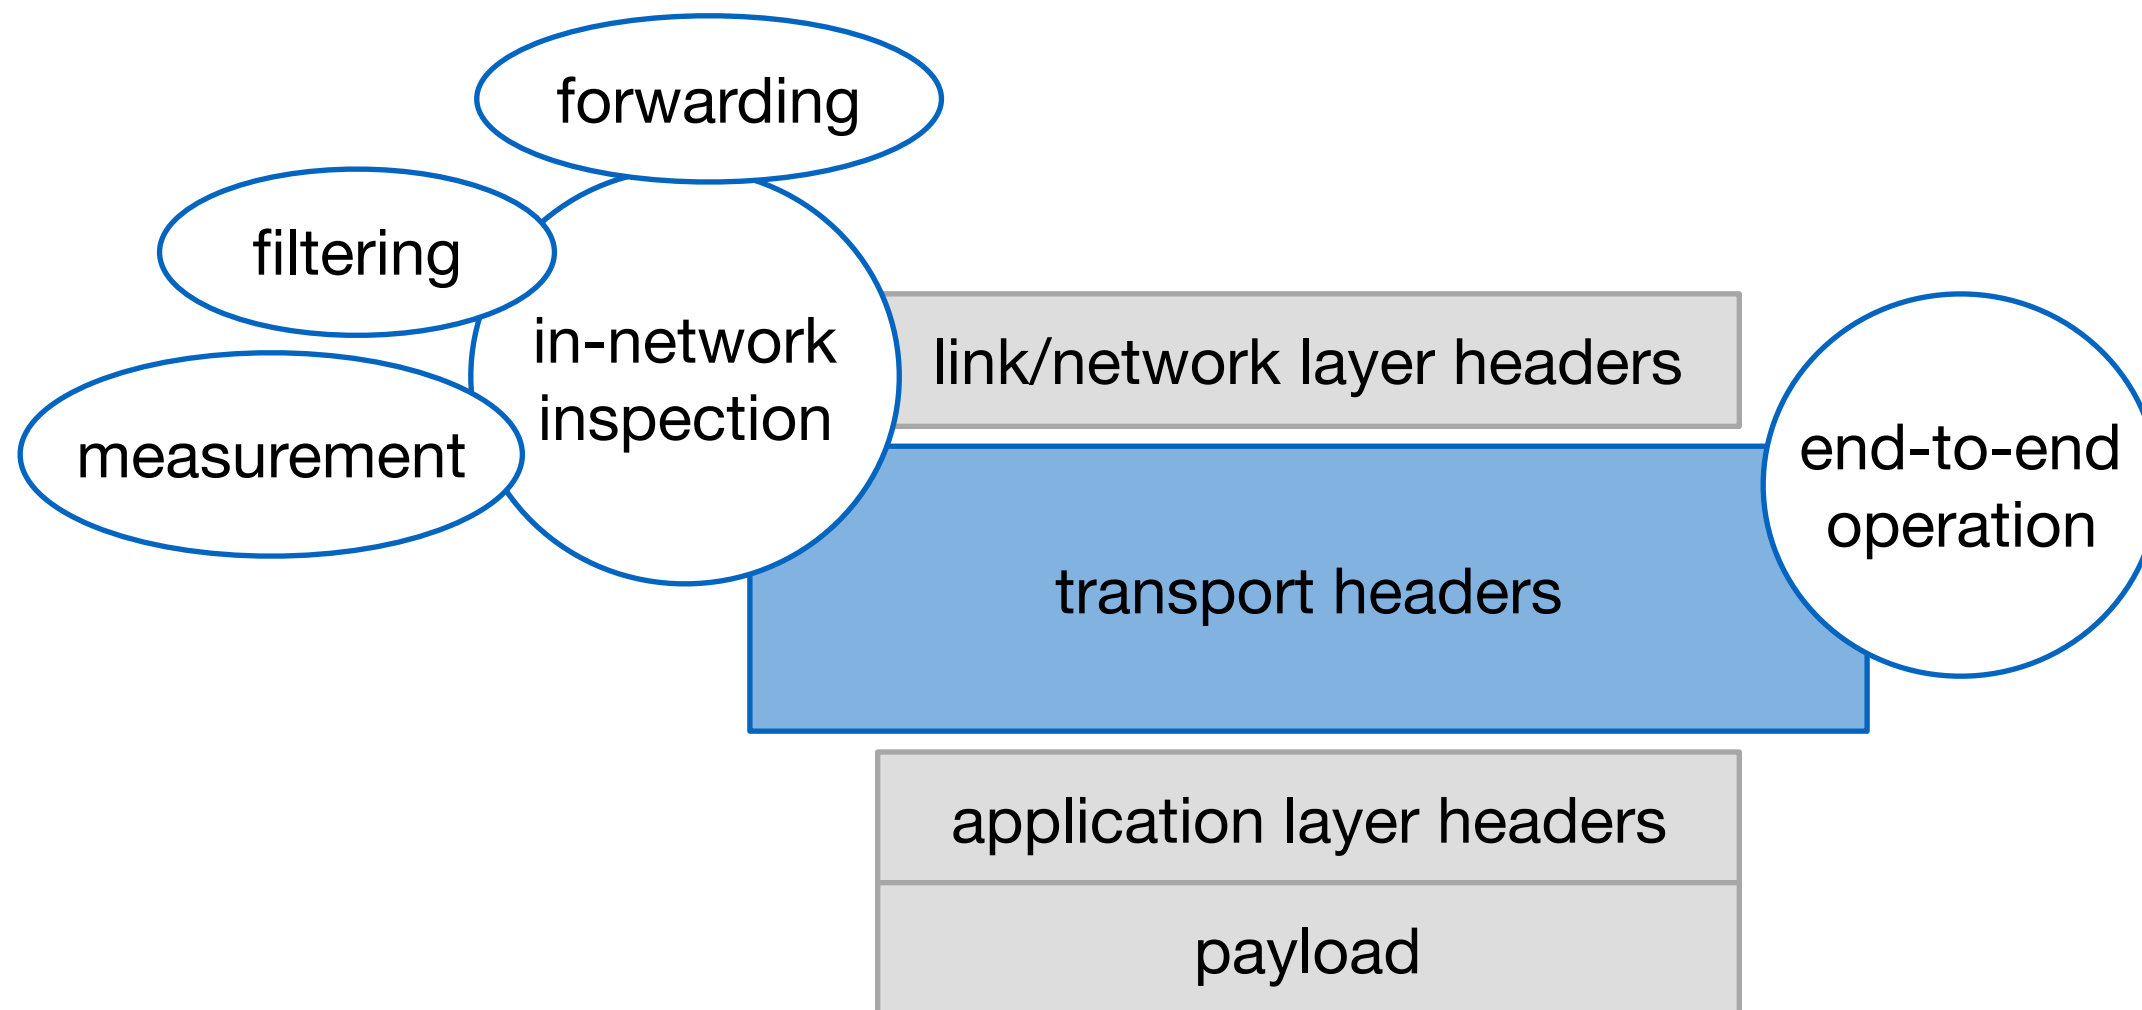 forwarding
filtering
measurement
in-network
inspection
link/network layer headers
transport headers
end-to-end
operation
application layer headers
payload